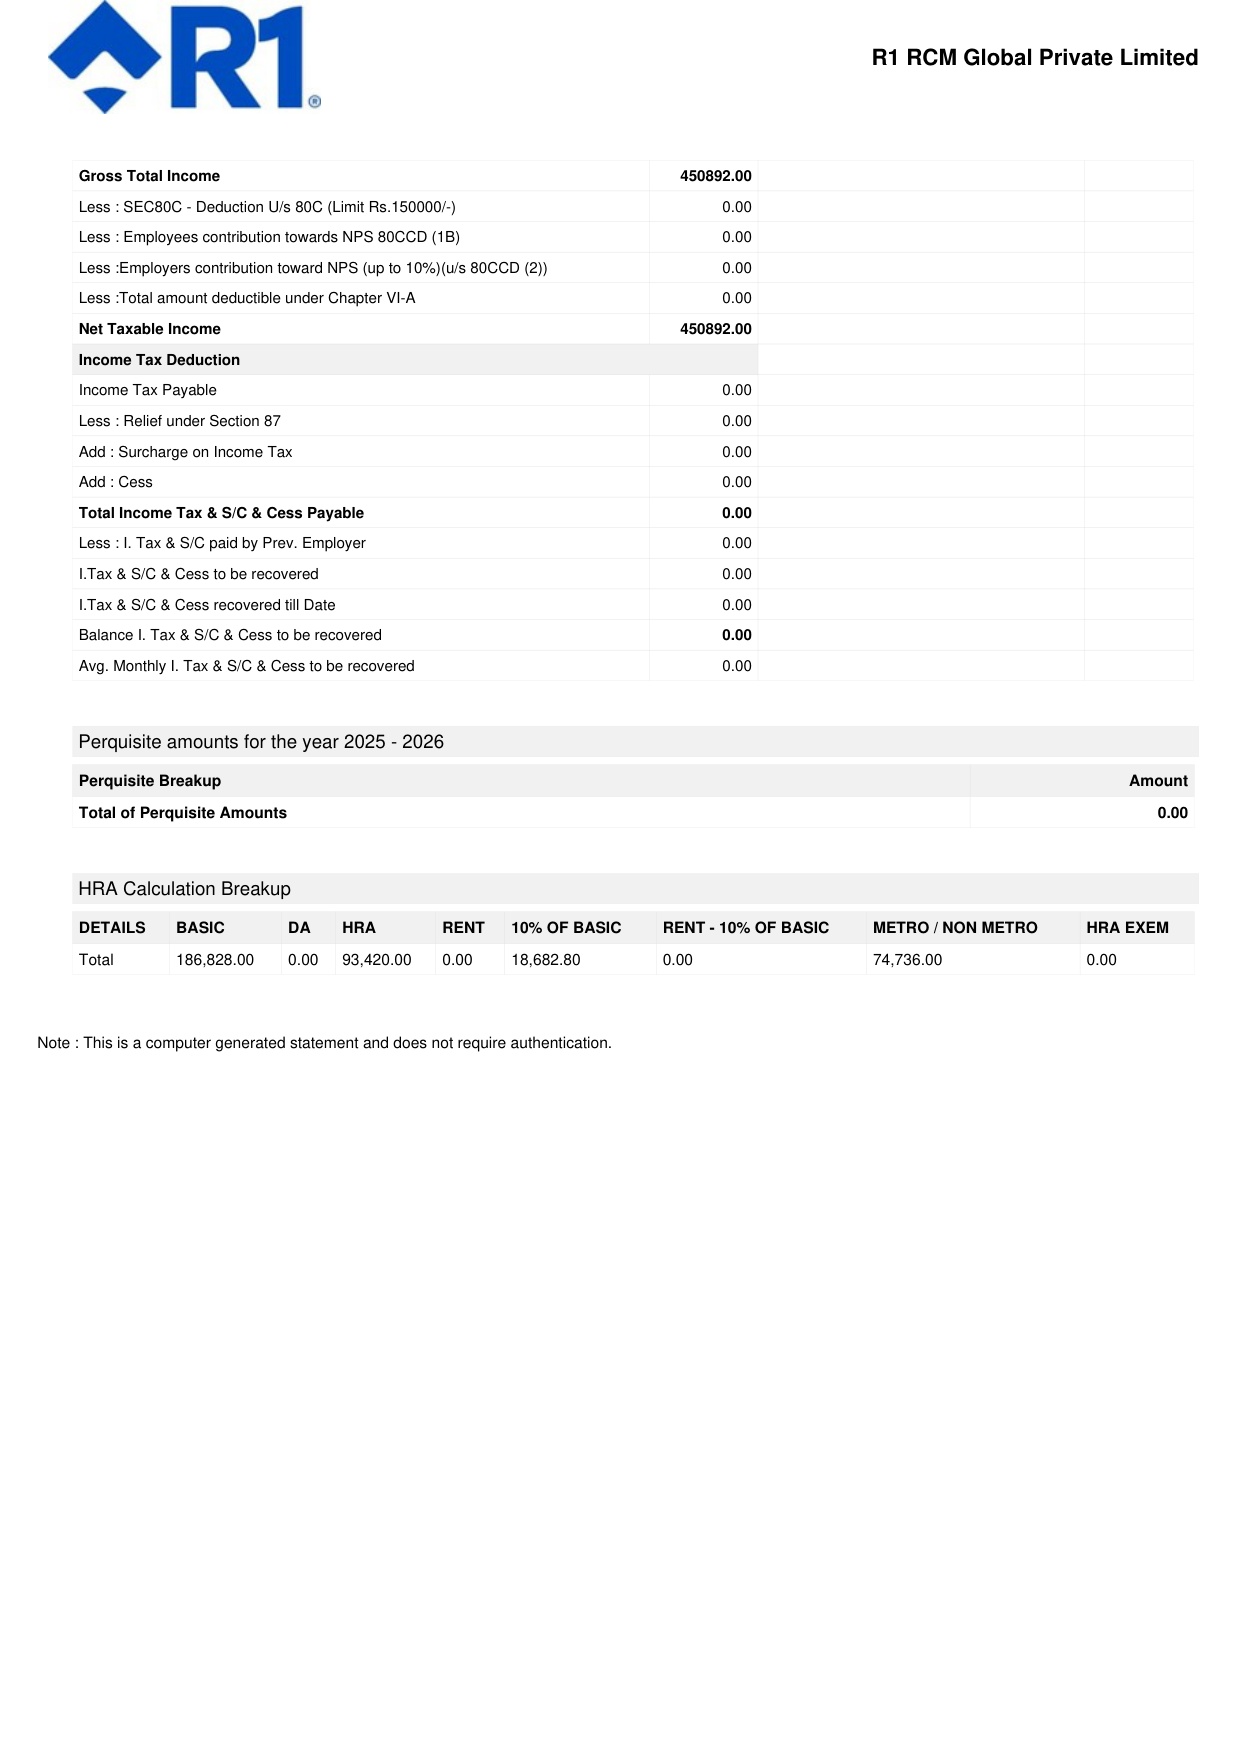 R1®
R1 RCM Global Private Limited
Gross Total Income 450892.00
Less : SEC80C - Deduction U/s 80C (Limit Rs.150000/-) 0.00
Less : Employees contribution towards NPS 80CCD (1B) 0.00
Less :Employers contribution toward NPS (up to 10%)(u/s 80CCD (2)) 0.00
Less :Total amount deductible under Chapter VI-A 0.00
Net Taxable Income 450892.00
Income Tax Deduction
Income Tax Payable 0.00
Less : Relief under Section 87 0.00
Add : Surcharge on Income Tax 0.00
Add : Cess 0.00
Total Income Tax & S/C & Cess Payable 0.00
Less : I. Tax & S/C paid by Prev. Employer 0.00
I.Tax & S/C & Cess to be recovered 0.00
I.Tax & S/C & Cess recovered till Date 0.00
Balance I. Tax & S/C & Cess to be recovered 0.00
Avg. Monthly I. Tax & S/C & Cess to be recovered 0.00
Perquisite amounts for the year 2025 - 2026
Perquisite Breakup Amount
Total of Perquisite Amounts 0.00
HRA Calculation Breakup
DETAILS BASIC DA HRA RENT 10% OF BASIC RENT - 10% OF BASIC METRO / NON METRO HRA EXEM
Total 186,828.00 0.00 93,420.00 0.00 18,682.80 0.00 74,736.00 0.00
Note : This is a computer generated statement and does not require authentication.